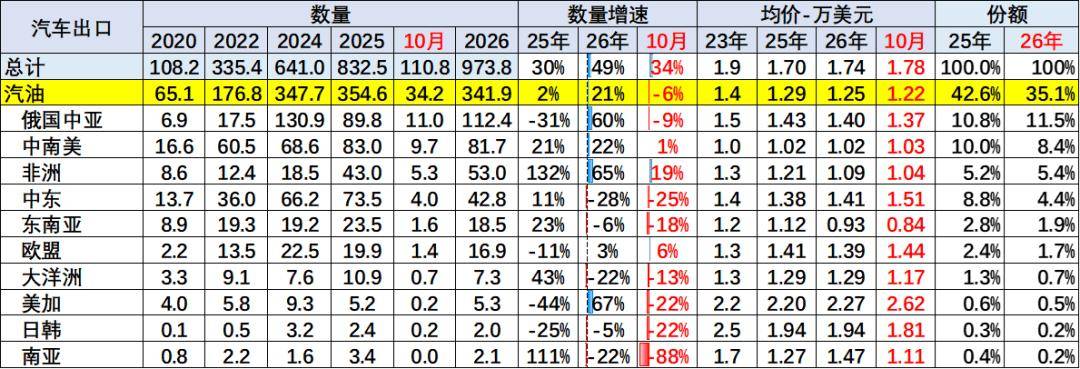 汽车出口 数量 数量增速 均价-万美元 份额
2020 2022 2024 2025 10月 2026 25年 26年 10月 23年 25年 26年 10月 25年 26年
总计 108.2 335.4 641.0 832.5 110.8 973.8 30% 49% 34% 1.9 1.70 1.74 1.78 100.0% 100%
汽油 65.1 176.8 347.7 354.6 34.2 341.9 2% 21% -6% 1.4 1.29 1.25 1.22 42.6% 35.1%
俄国中亚 6.9 17.5 130.9 89.8 11.0 112.4 -31% 60% -9% 1.5 1.43 1.40 1.37 10.8% 11.5%
中南美 16.6 60.5 68.6 83.0 9.7 81.7 21% 22% 1% 1.0 1.02 1.02 1.03 10.0% 8.4%
非洲 8.6 12.4 18.5 43.0 5.3 53.0 132% 65% 19% 1.3 1.21 1.09 1.04 5.2% 5.4%
中东 13.7 36.0 66.2 73.5 4.0 42.8 11% -28% -25% 1.4 1.38 1.41 1.51 8.8% 4.4%
东南亚 8.9 19.3 19.2 23.5 1.6 18.5 23% -6% -18% 1.2 1.12 0.93 0.84 2.8% 1.9%
欧盟 2.2 13.5 22.5 19.9 1.4 16.9 -11% 3% 6% 1.3 1.41 1.39 1.44 2.4% 1.7%
大洋洲 3.3 9.1 7.6 10.9 0.7 7.3 43% -22% -13% 1.3 1.29 1.29 1.17 1.3% 0.7%
美加 4.0 5.8 9.3 5.2 0.2 5.3 -44% 67% -22% 2.2 2.20 2.27 2.62 0.6% 0.5%
日韩 0.1 0.5 3.2 2.4 0.2 2.0 -25% -5% -22% 2.5 1.94 1.94 1.81 0.3% 0.2%
南亚 0.8 2.2 1.6 3.4 0.0 2.1 111% -22% -88% 1.7 1.27 1.47 1.11 0.4% 0.2%